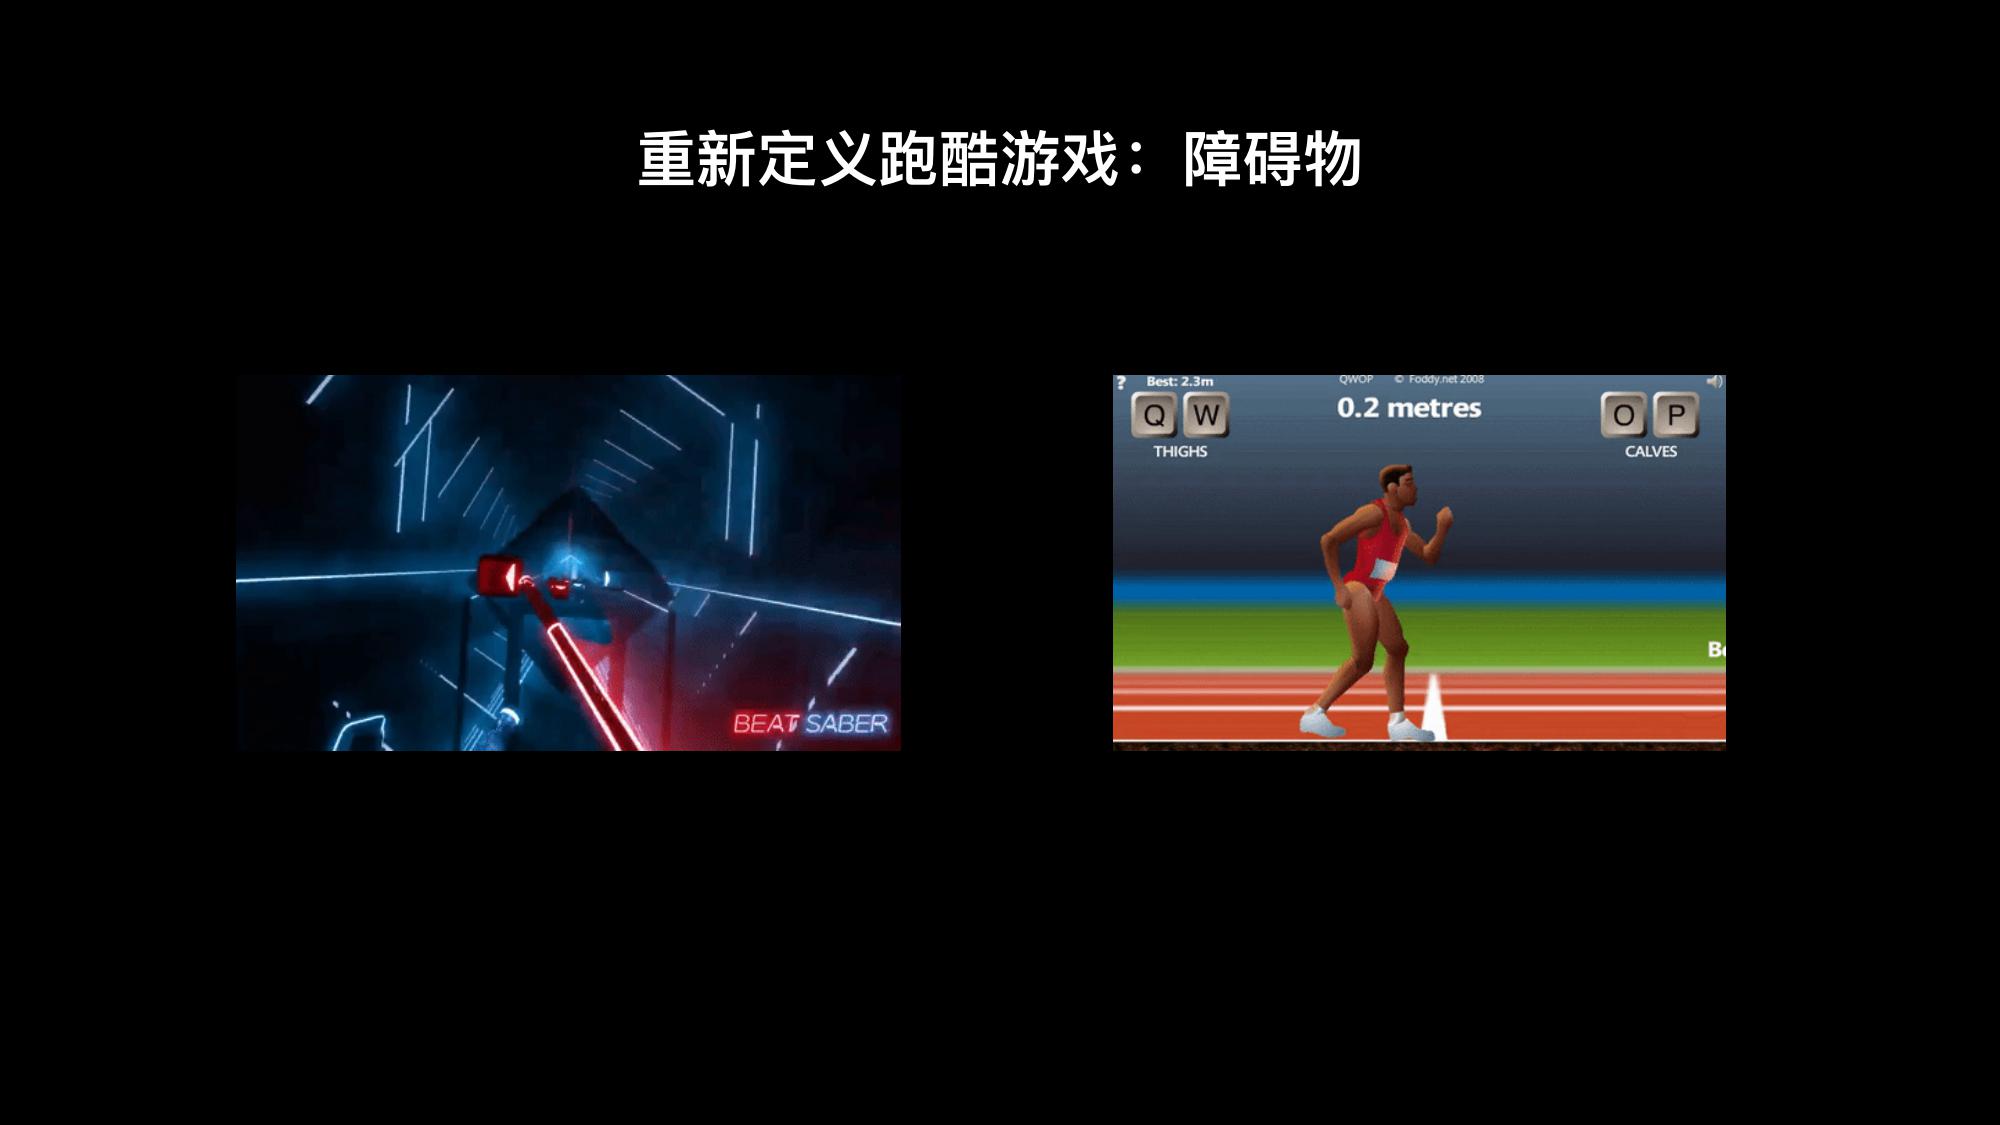 重新定义跑酷游戏：障碍物
BEAT SABER
? Best: 2.3m QWOP © Foddy.net 2008
Q W 0.2 metres O P
THIGHS CALVES